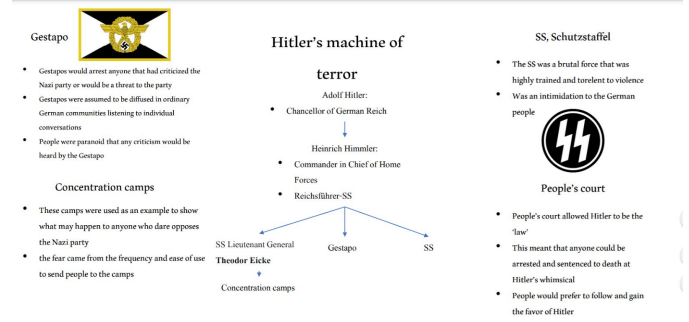 Gestapo
• Gestapos would arrest anyone that had criticized the
Nazi party or would be a threat to the party
• Gestapos were assumed to be diffused in ordinary
German communities listening to individual
conversations
• People were paranoid that any criticism would be
heard by the Gestapo
Concentration camps
• These camps were used as an example to show
what may happen to anyone who dare opposes
the Nazi party
• the fear came from the frequency and ease of use
to send people to the camps
Hitler's machine of
terror
Adolf Hitler:
• Chancellor of German Reich
Heinrich Himmler:
• Commander in Chief of Home
Forces
• Reichsführer-SS
SS Lieutenant General
Theodor Eicke
Concentration camps
Gestapo
SS
SS, Schutzstaffel
• The SS was a brutal force that was
highly trained and torelent to violence
• Was an intimidation to the German
people
People's court
• People's court allowed Hitler to be the
'law'
• This meant that anyone could be
arrested and sentenced to death at
Hitler's whimsical
• People would prefer to follow and gain
the favor of Hitler